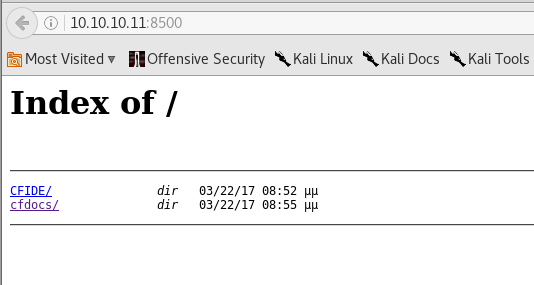 10.10.10.11:8500
Most Visited Offensive Security Kali Linux Kali Docs Kali Tools
Index of /
CFIDE/ dir 03/22/17 08:52 μμ
cfdocs/ dir 03/22/17 08:55 μμ